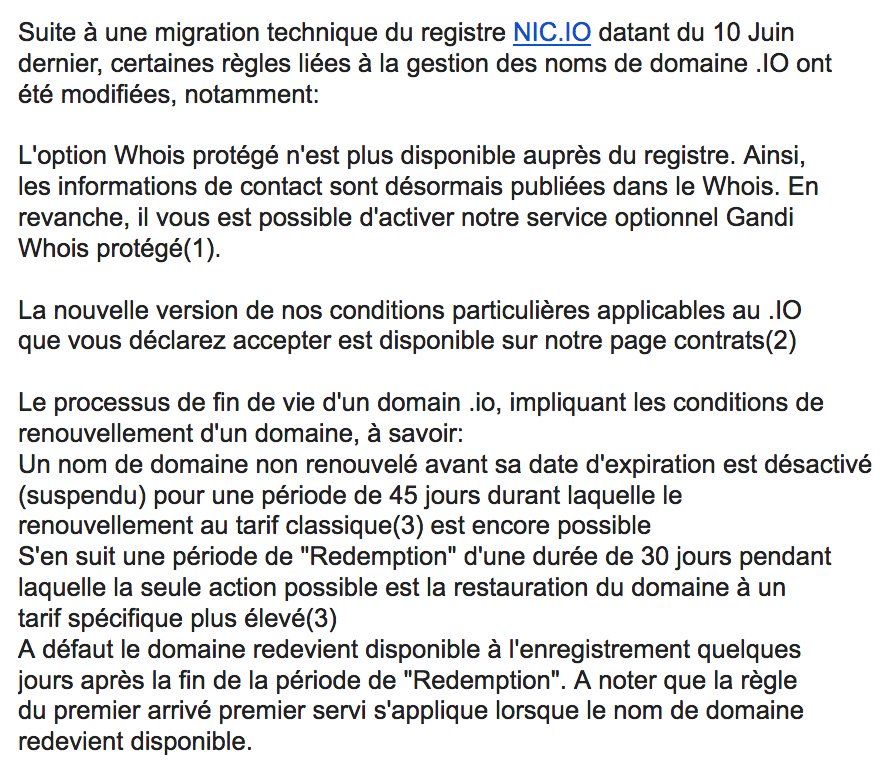 Suite à une migration technique du registre NIC.IO datant du 10 Juin
dernier, certaines règles liées à la gestion des noms de domaine .IO ont
été modifiées, notamment:
L'option Whois protégé n'est plus disponible auprès du registre. Ainsi,
les informations de contact sont désormais publiées dans le Whois. En
revanche, il vous est possible d'activer notre service optionnel Gandi
Whois protégé(1).
La nouvelle version de nos conditions particulières applicables au .IO
que vous déclarez accepter est disponible sur notre page contrats(2)
Le processus de fin de vie d'un domain .io, impliquant les conditions de
renouvellement d'un domaine, à savoir:
Un nom de domaine non renouvelé avant sa date d'expiration est désactivé
(suspendu) pour une période de 45 jours durant laquelle le
renouvellement au tarif classique(3) est encore possible
S'en suit une période de "Redemption" d'une durée de 30 jours pendant
laquelle la seule action possible est la restauration du domaine à un
tarif spécifique plus élevé(3)
A défaut le domaine redevient disponible à l'enregistrement quelques
jours après la fin de la période de "Redemption". A noter que la règle
du premier arrivé premier servi s'applique lorsque le nom de domaine
redevient disponible.